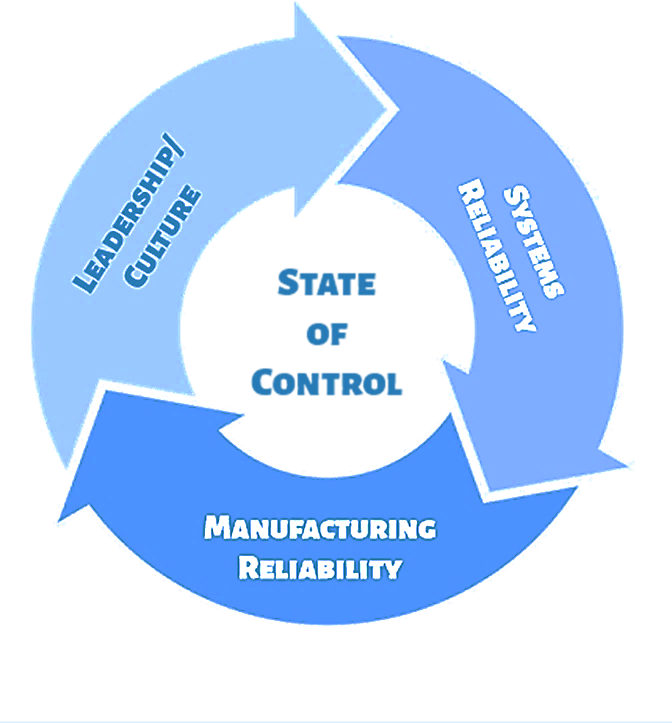 Leadership/
Culture
Systems
Reliability
State
of
Control
Manufacturing
Reliability